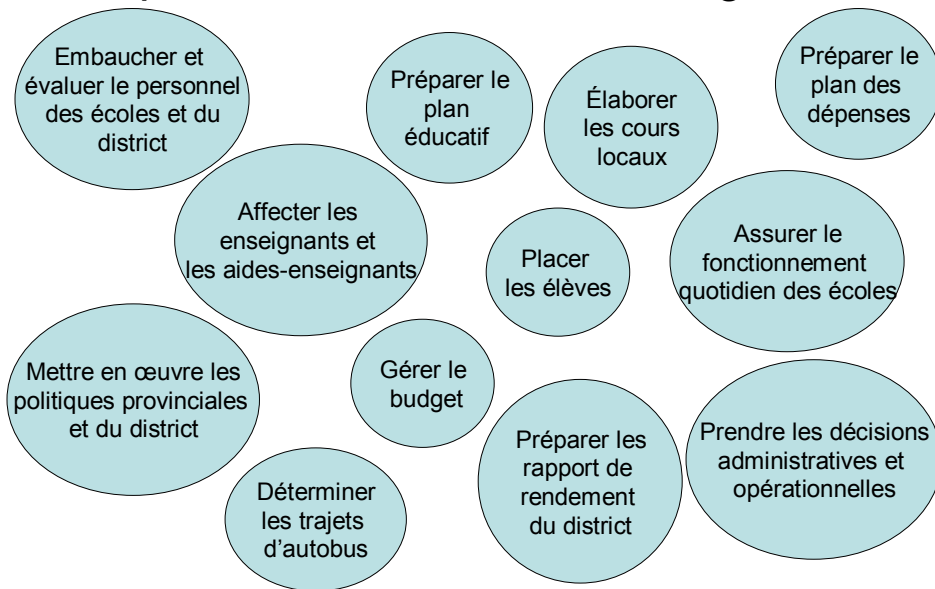 Embaucher et
évaluer le personnel
des écoles et du
district
Préparer le
plan
éducatif
Élaborer
les cours
locaux
Préparer le
plan des
dépenses
Affecter les
enseignants et
les aides-enseignants
Placer
les élèves
Assurer le
fonctionnement
quotidien des écoles
Mettre en œuvre les
politiques provinciales
et du district
Gérer le
budget
Préparer les
rapport de
rendement
du district
Prendre les décisions
administratives et
opérationnelles
Déterminer
les trajets
d'autobus